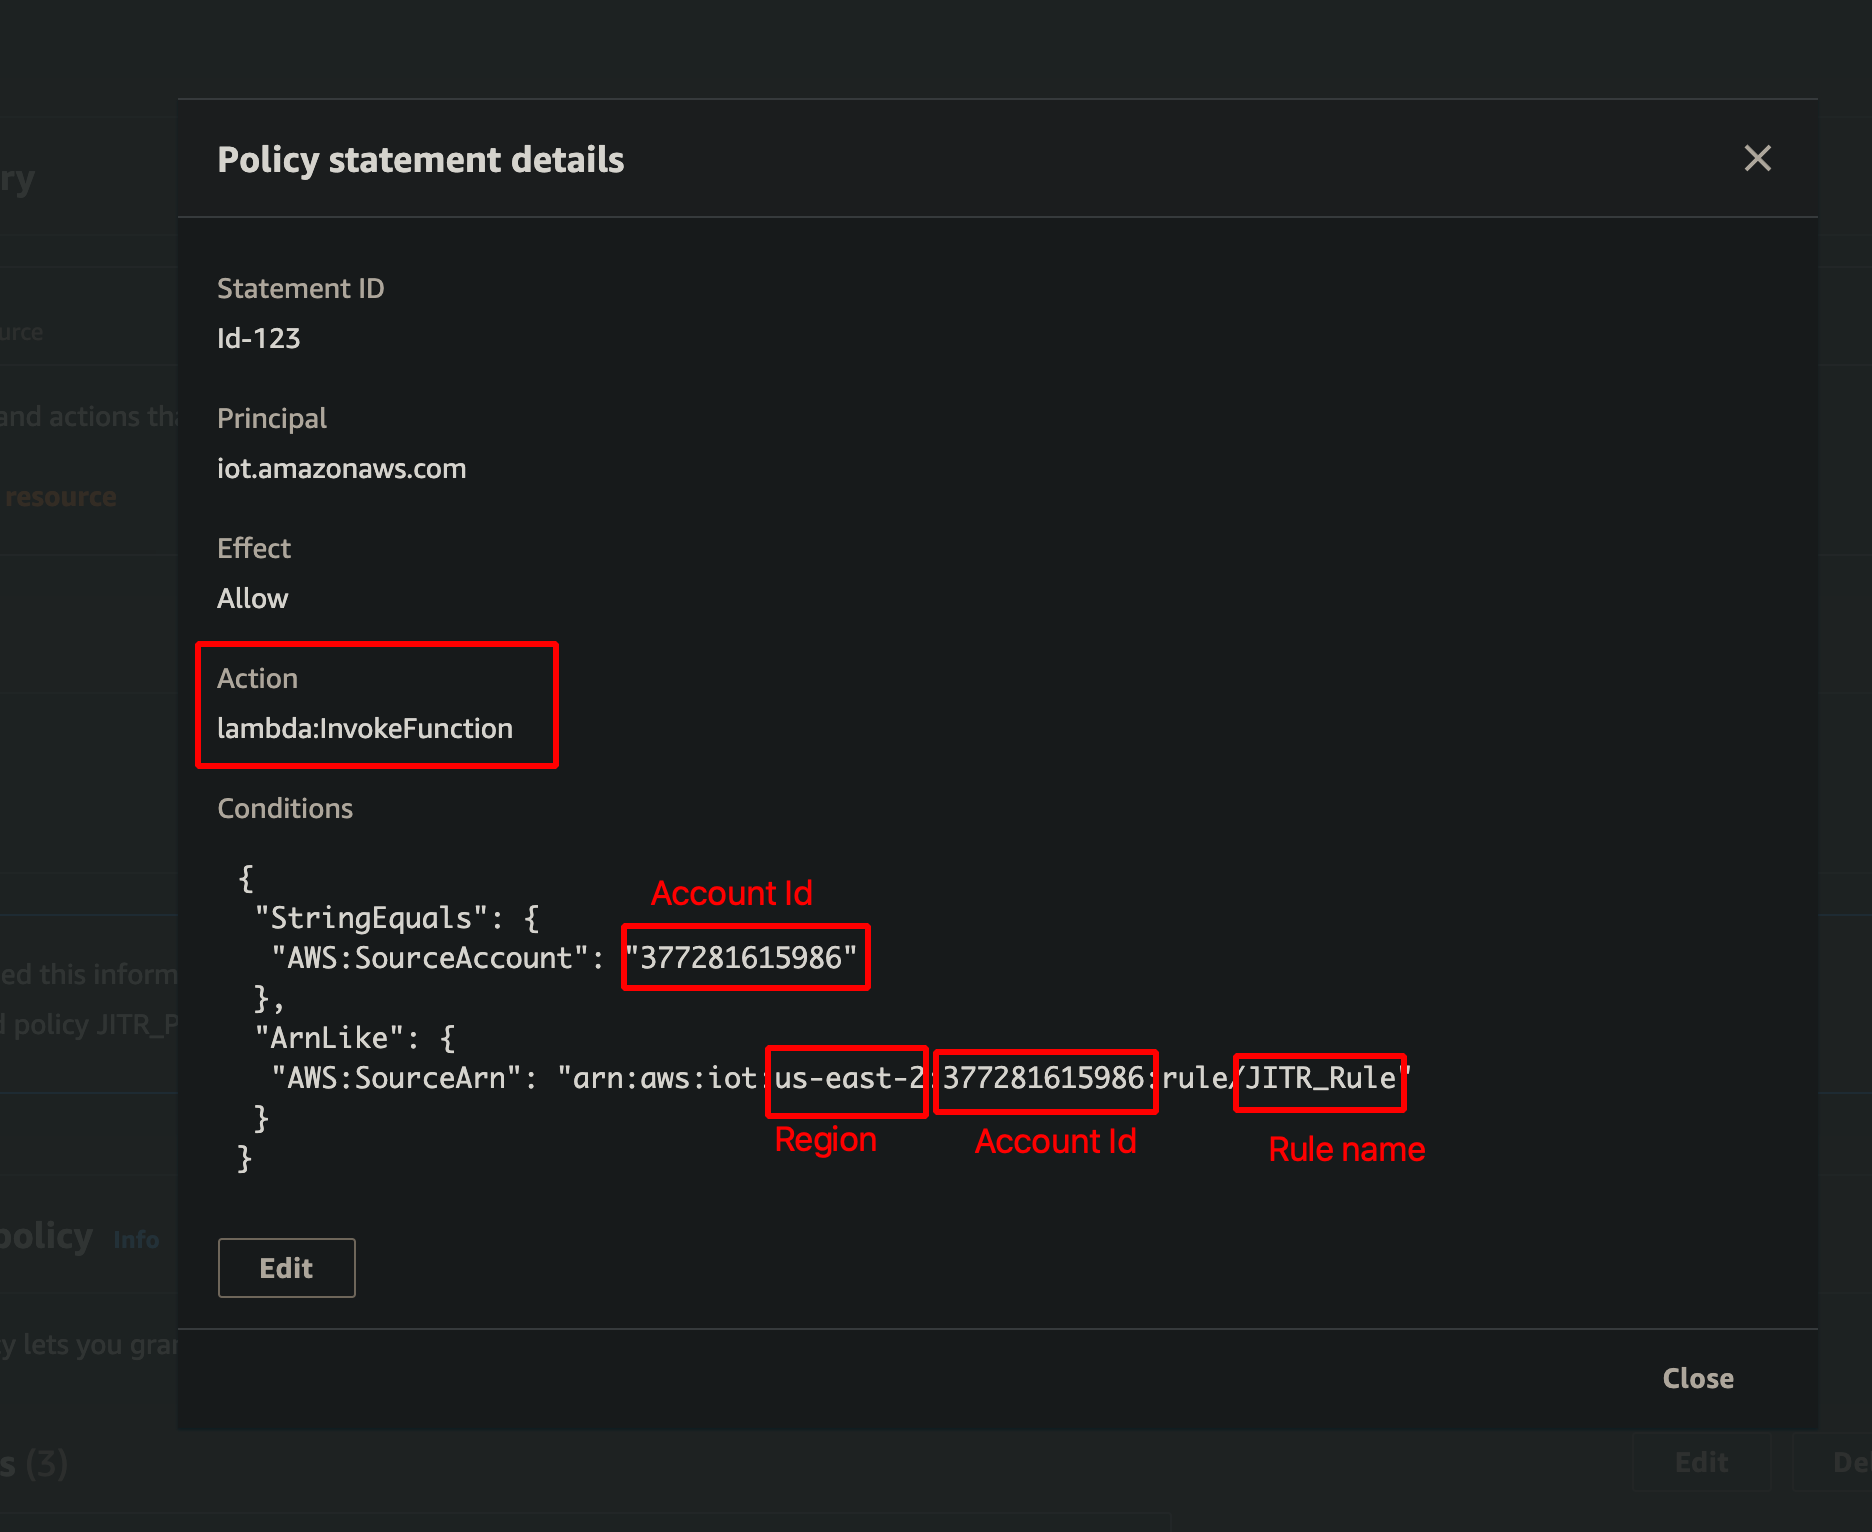 ry
Policy statement details
Statement ID
Id-123
urce
Principal
and actions tha
iot.amazonaws.com
resource
Effect
Allow
Action
lambda:InvokeFunction
Conditions
{
Account Id
"StringEquals": {
"AWS:SourceAccount": "377281615986"
ed this inform
},
d policy JITR_P
"ArnLike": {
"AWS:SourceArn": "arn:aws:iot:us-east-2:377281615986:rule/JITR_Rule"
}
Region Account Id Rule name
}
policy Info
Edit
y lets you gran
Close
s (3) Edit De